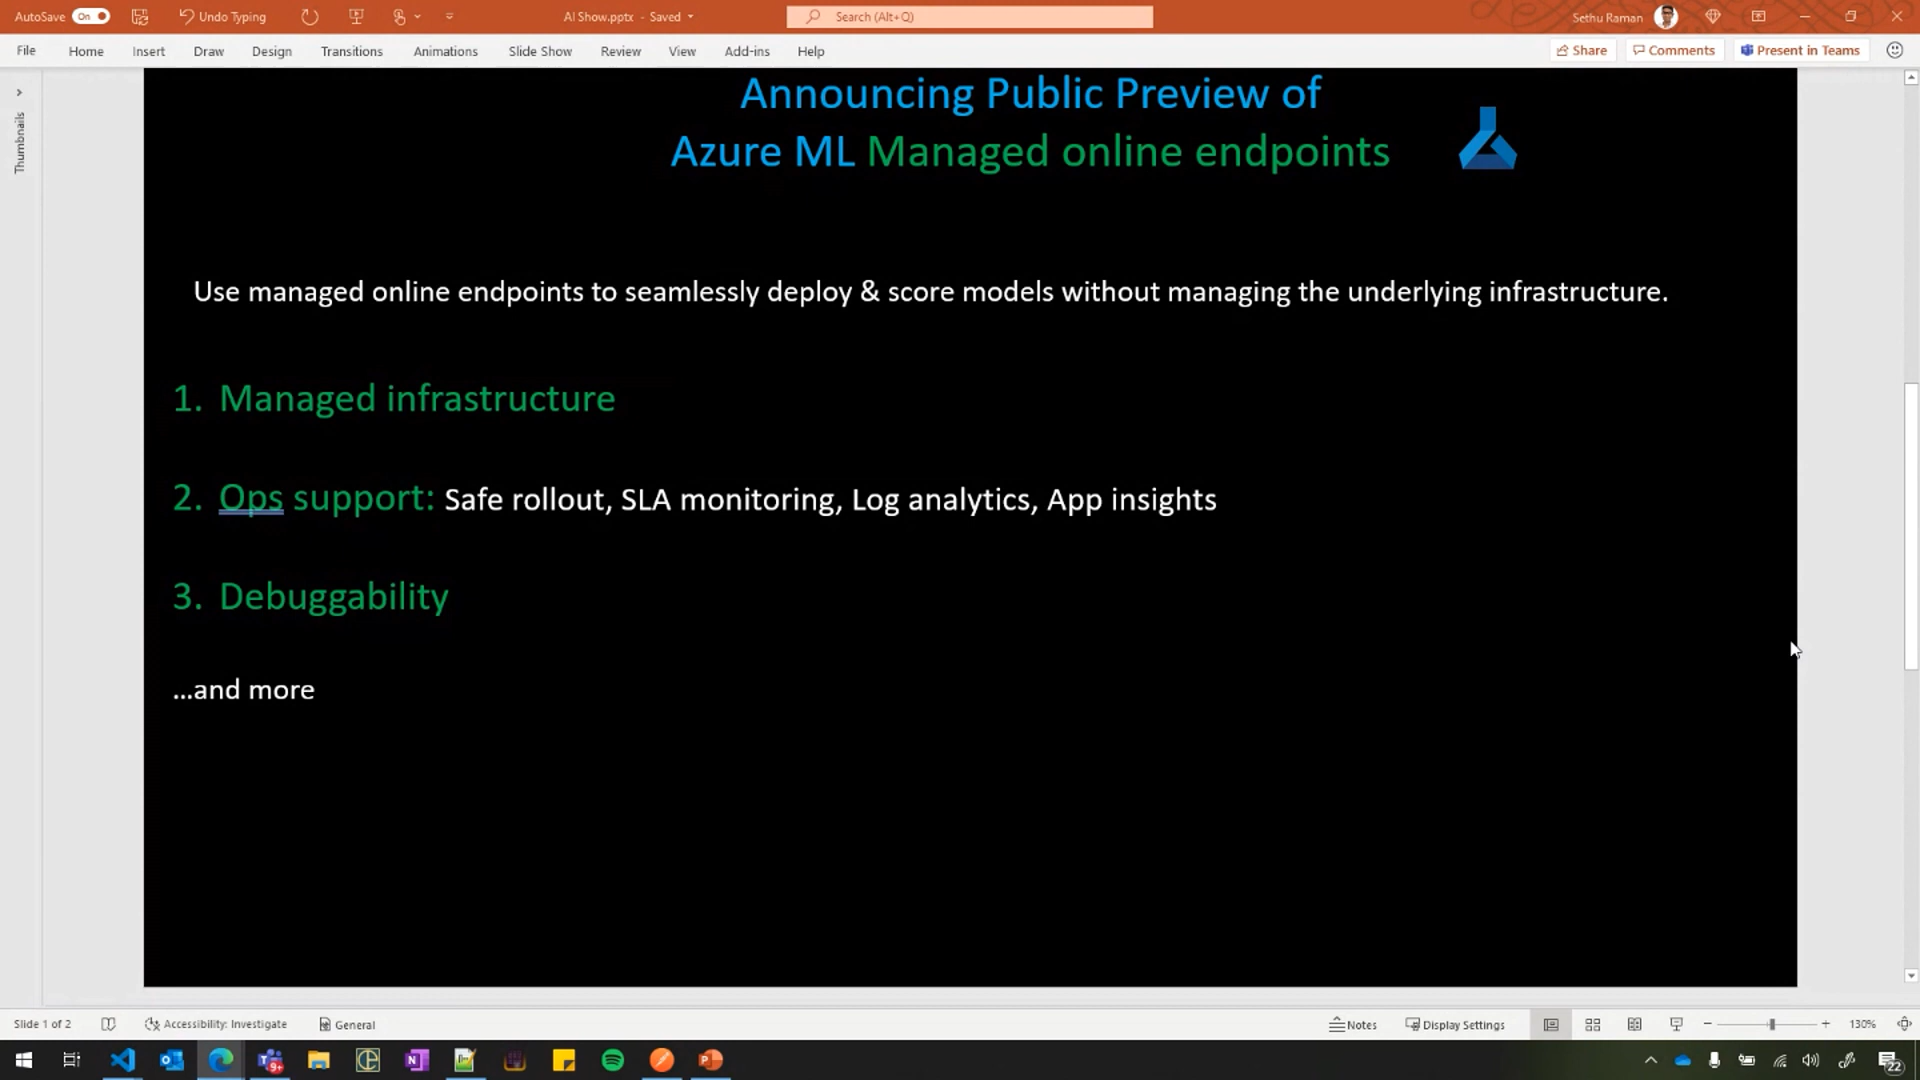 AutoSave On Undo Typing AI Show.pptx - Saved Search (Alt+Q) Sethu Raman
File Home Insert Draw Design Transitions Animations Slide Show Review View Add-ins Help Share Comments Present in Teams
Thumbnails
Announcing Public Preview of
Azure ML Managed online endpoints
Use managed online endpoints to seamlessly deploy & score models without managing the underlying infrastructure.
1. Managed infrastructure
2. Ops support: Safe rollout, SLA monitoring, Log analytics, App insights
3. Debuggability
...and more
Slide 1 of 2 Accessibility: Investigate General Notes Display Settings 130%
9+ 22